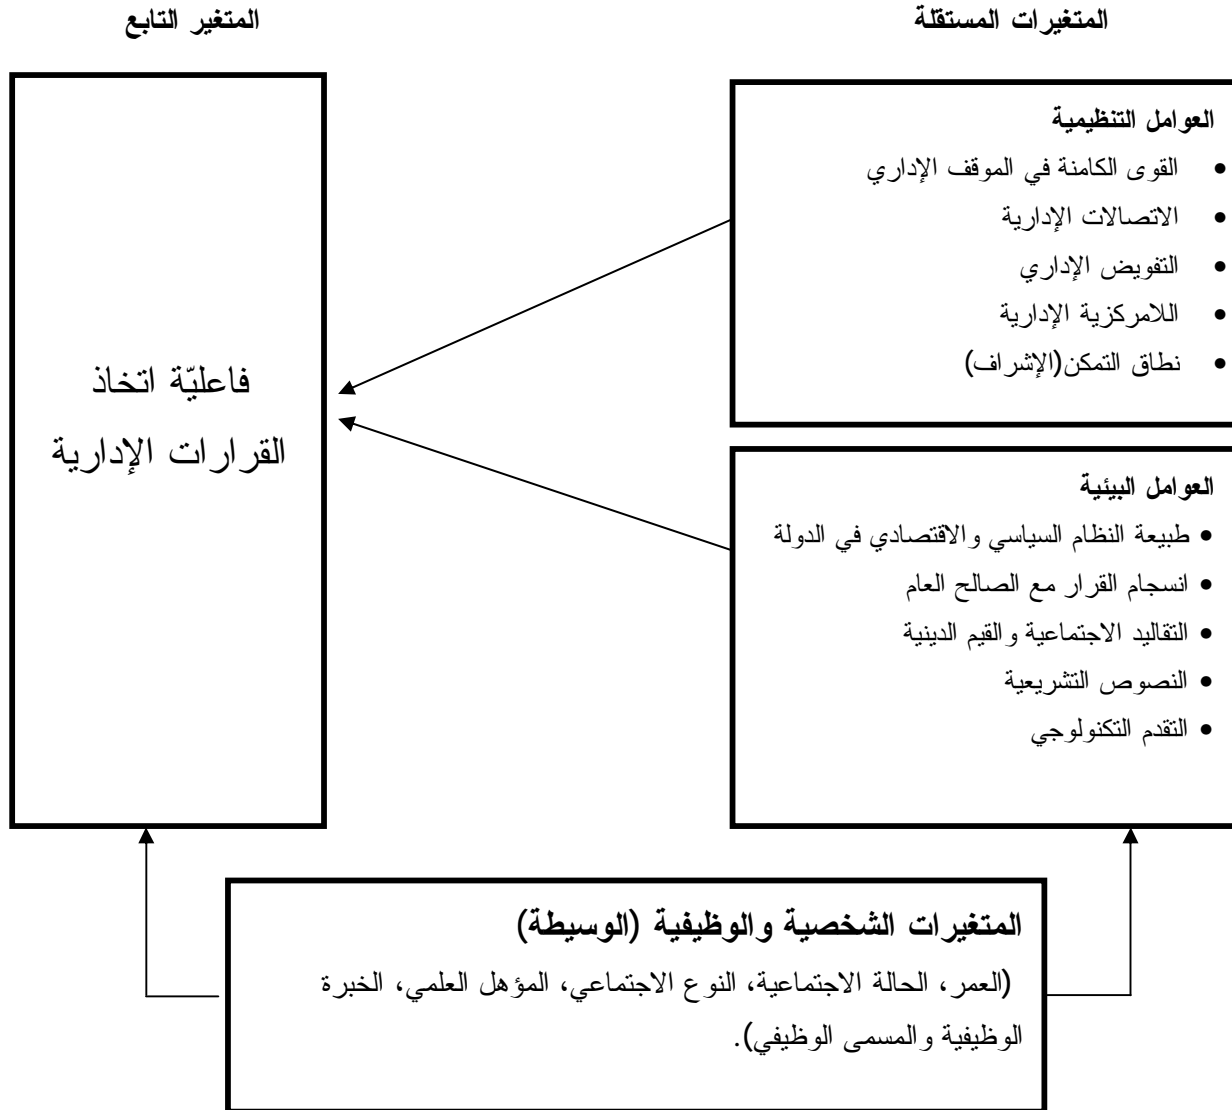 المتغيرات المستقلة
المتغير التابع
العوامل التنظيمية
• القوى الكامنة في الموقف الإداري
• الاتصالات الإدارية
• التفويض الإداري
• اللامركزية الإدارية
• نطاق التمكن(الإشراف)
العوامل البيئية
• طبيعة النظام السياسي والاقتصادي في الدولة
• انسجام القرار مع الصالح العام
• التقاليد الاجتماعية والقيم الدينية
• النصوص التشريعية
• التقدم التكنولوجي
فاعليّة اتخاذ
القرارات الإدارية
المتغيرات الشخصية والوظيفية (الوسيطة)
(العمر، الحالة الاجتماعية، النوع الاجتماعي، المؤهل العلمي، الخبرة
الوظيفية والمسمى الوظيفي).